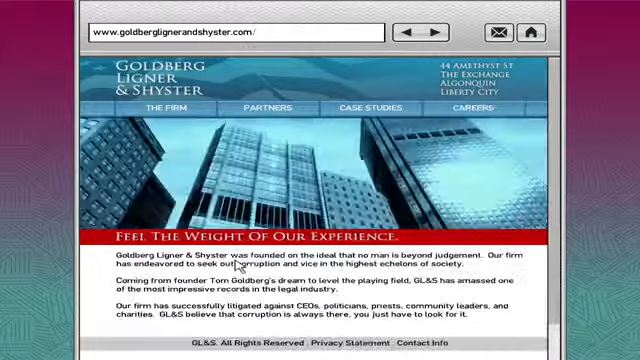 www.goldberglignerandshyster.com/
GOLDBERG
LIGNER
& SHYSTER
44 AMETHYST ST
THE EXCHANGE
ALGONQUIN
LIBERTY CITY
THE FIRM PARTNERS CASE STUDIES CAREERS
FEEL THE WEIGHT OF OUR EXPERIENCE.
Goldberg Ligner & Shyster was founded on the ideal that no man is beyond judgement. Our firm
has endeavored to seek out corruption and vice in the highest echelons of society.
Coming from founder Tom Goldberg's dream to level the playing field, GL&S has amassed one
of the most impressive records in the legal industry.
Our firm has successfully litigated against CEOs, politicians, priests, community leaders, and
charities. GL&S believe that corruption is always there, you just have to look for it.
GL&S. All Rights Reserved Privacy Statement Contact Info